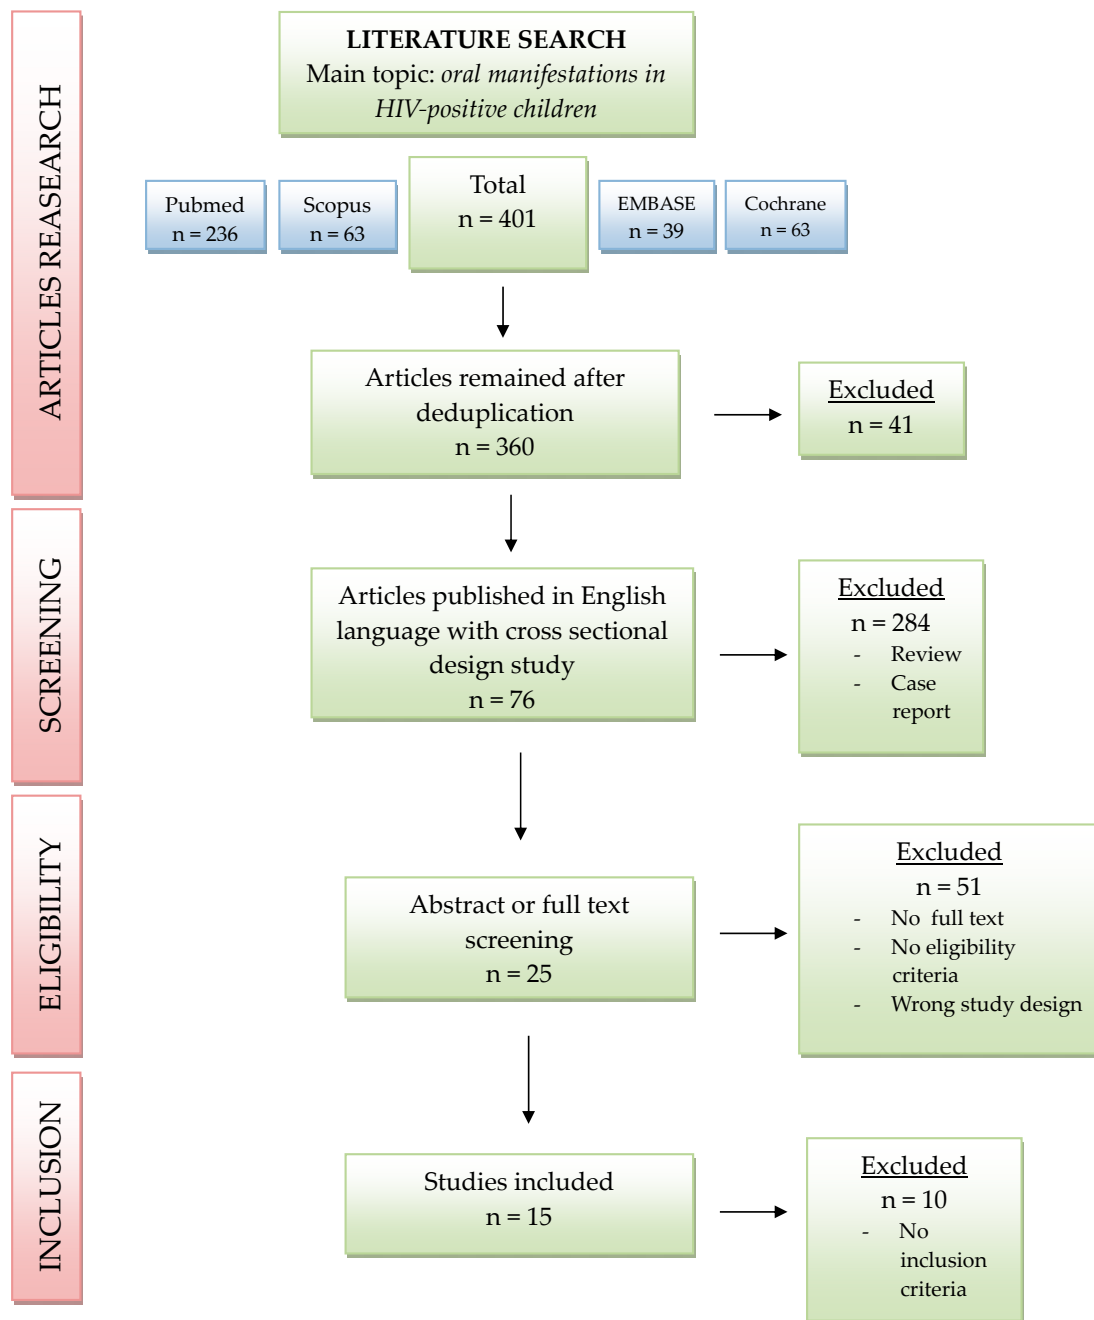 ARTICLES REASEARCH
LITERATURE SEARCH
Main topic: oral manifestations in
HIV-positive children
Pubmed
n = 236
Scopus
n = 63
Total
n = 401
EMBASE
n = 39
Cochrane
n = 63
Articles remained after
deduplication
n = 360
Excluded
n = 41
SCREENING
Articles published in English
language with cross sectional
design study
n = 76
Excluded
n = 284
- Review
- Case
report
ELIGIBILITY
Abstract or full text
screening
n = 25
Excluded
n = 51
- No full text
- No eligibility
criteria
- Wrong study design
INCLUSION
Studies included
n = 15
Excluded
n = 10
- No
inclusion
criteria